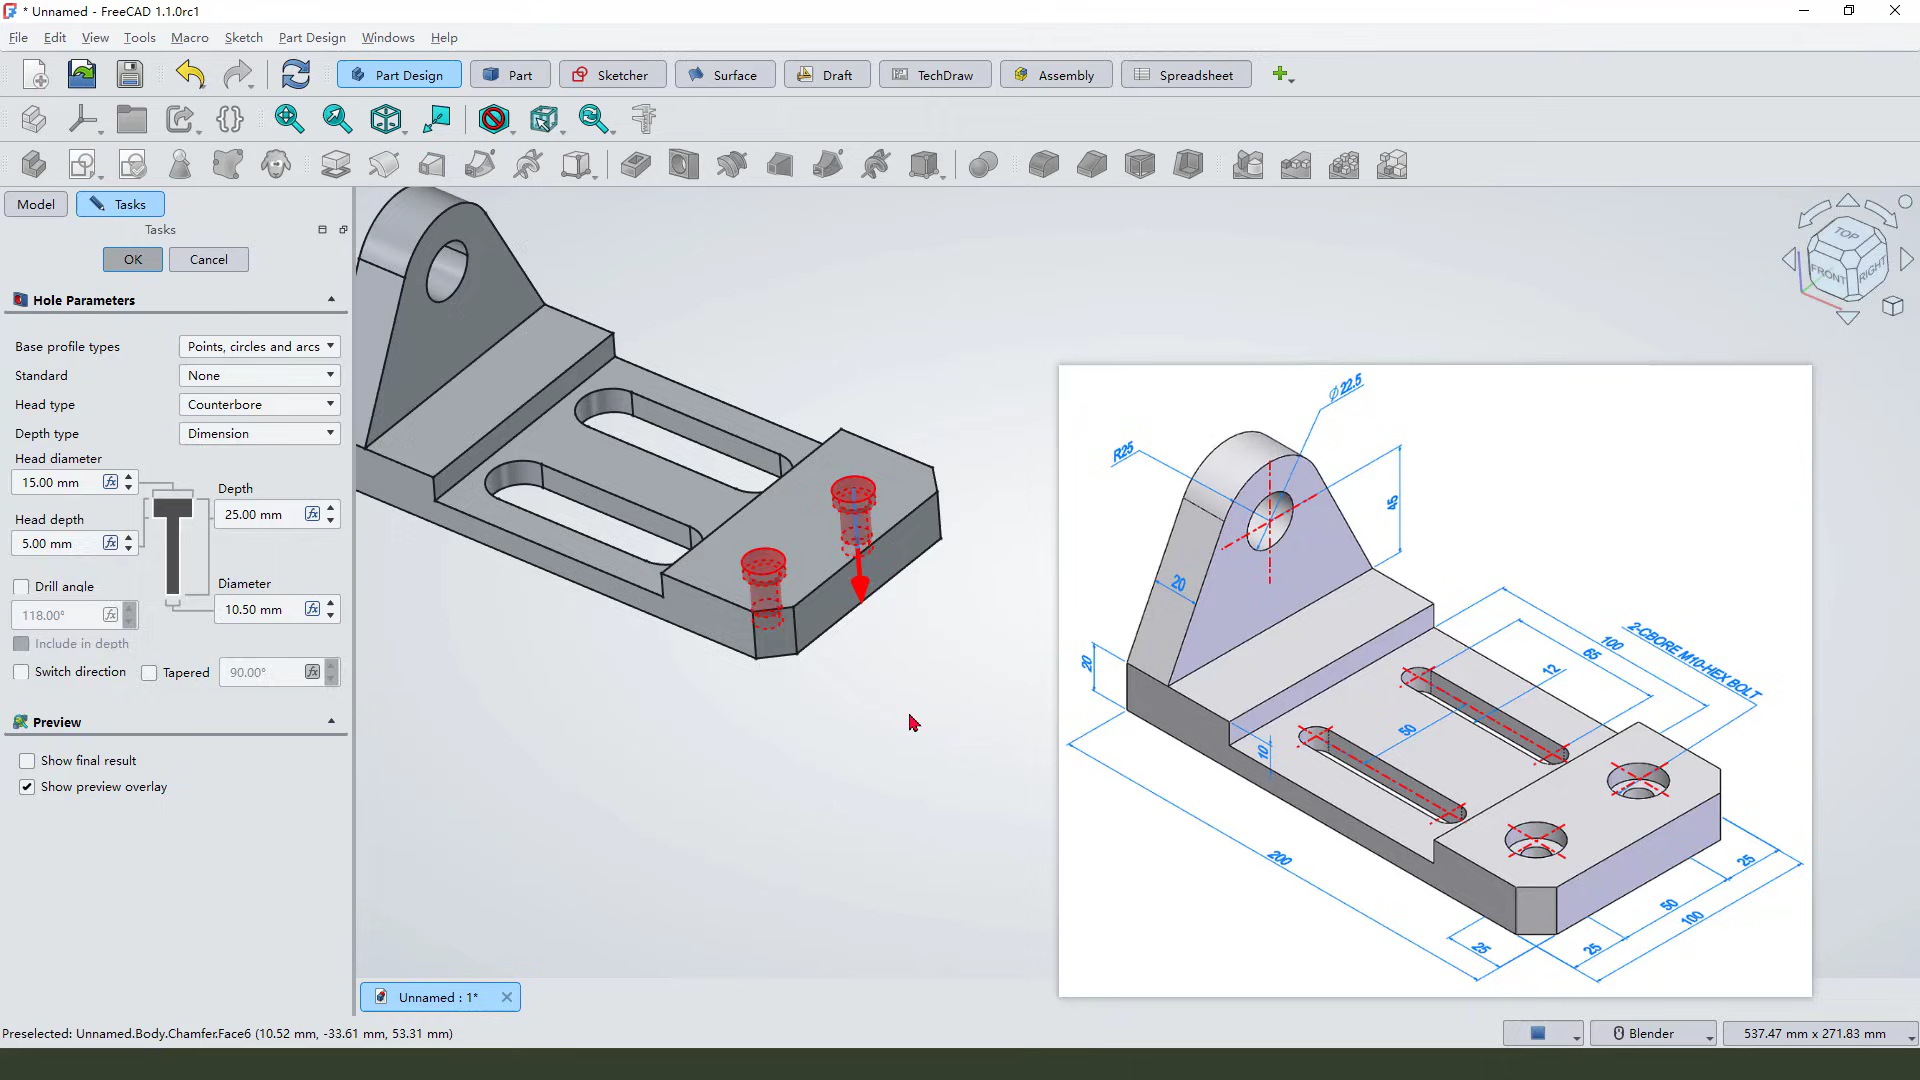 * Unnamed - FreeCAD 1.1.0rc1
File Edit View Tools Macro Sketch Part Design Windows Help
Part Design Part Sketcher Surface Draft TechDraw Assembly Spreadsheet
Model Tasks
Tasks
OK Cancel
Hole Parameters
Base profile types Points, circles and arcs
Standard None
Head type Counterbore
Depth type Dimension
Head diameter
15.00 mm
Depth
25.00 mm
Head depth
5.00 mm
Drill angle
118.00°
Diameter
10.50 mm
Include in depth
Switch direction Tapered 90.00°
Preview
Show final result
Show preview overlay
TOP
FRONT
RIGHT
Ø22.5
R25
45
20
20
2-CBORE M10-HEX BOLT
100
65
12
50
10
200
25
50
100
25
25
Unnamed : 1*
Preselected: Unnamed.Body.Chamfer.Face6 (10.52 mm, -33.61 mm, 53.31 mm)
Blender
537.47 mm x 271.83 mm